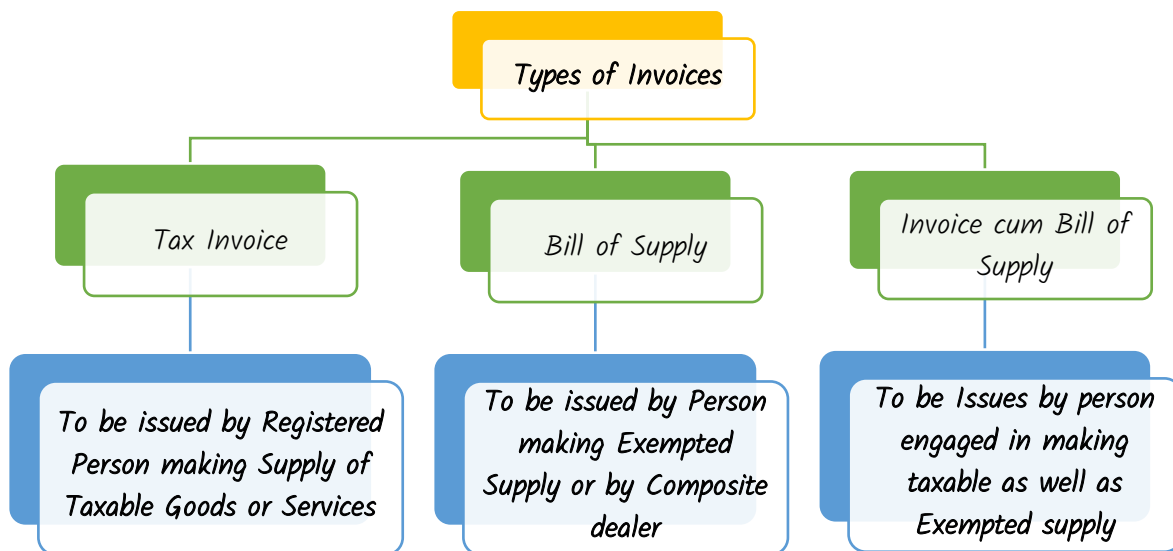 Types of Invoices
Tax Invoice
Bill of Supply
Invoice cum Bill of
Supply
To be issued by Registered
Person making Supply of
Taxable Goods or Services
To be issued by Person
making Exempted
Supply or by Composite
dealer
To be Issues by person
engaged in making
taxable as well as
Exempted supply